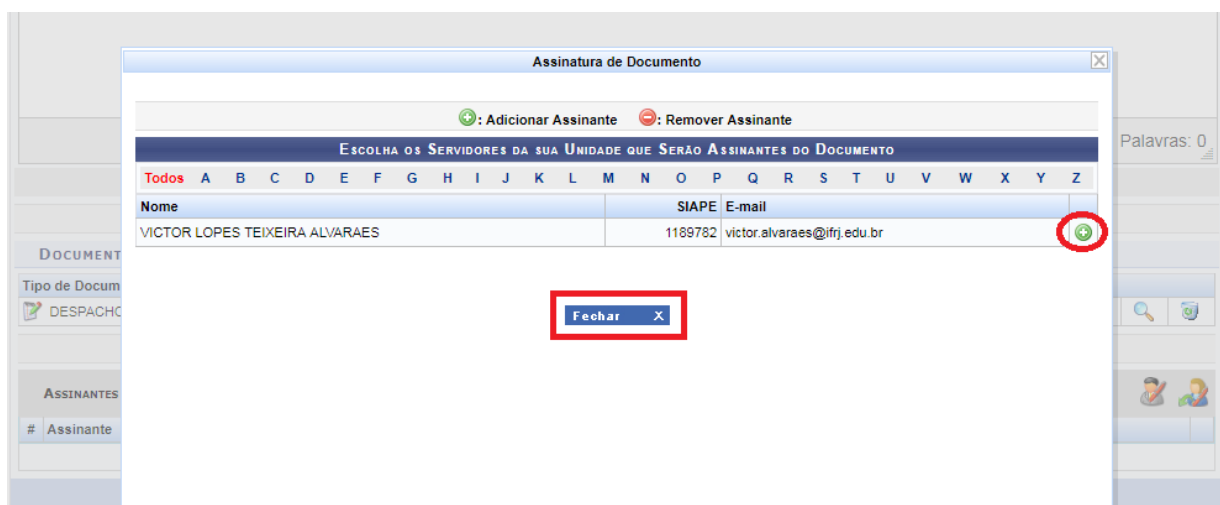 Assinatura de Documento
: Adicionar Assinante : Remover Assinante
Palavras: 0
ESCOLHA OS SERVIDORES DA SUA UNIDADE QUE SERÃO ASSINANTES DO DOCUMENTO
Todos A B C D E F G H I J K L M N O P Q R S T U V W X Y Z
Nome SIAPE E-mail
VICTOR LOPES TEIXEIRA ALVARAES 1189782 victor.alvaraes@ifrj.edu.br
DOCUMENT
Tipo de Docum
DESPACHO
Fechar X
ASSINANTES
# Assinante